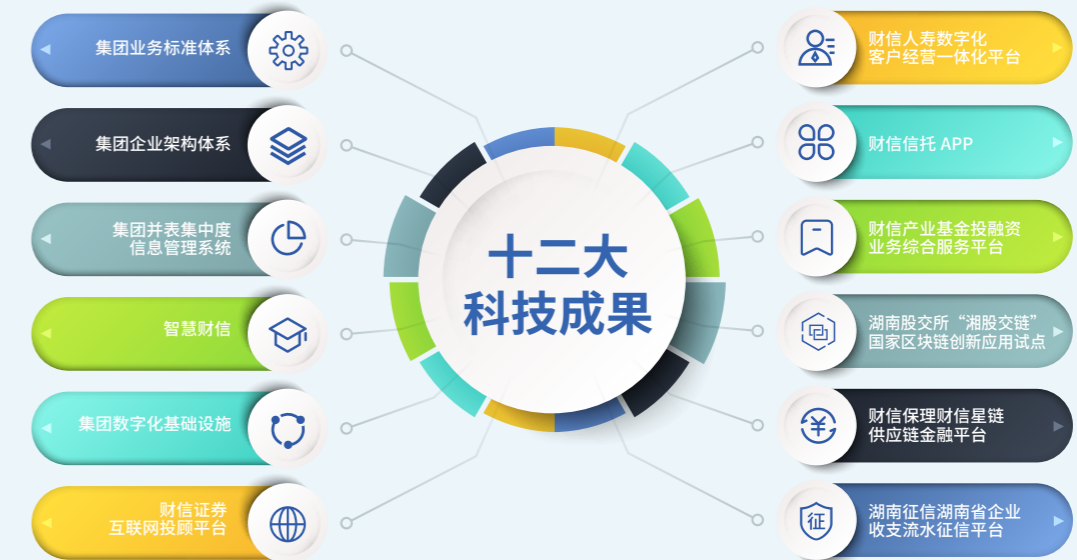 集团业务标准体系
集团企业架构体系
集团并表集中度
信息管理系统
智慧财信
集团数字化基础设施
财信证券
互联网投顾平台
十二大
科技成果
财信人寿数字化
客户经营一体化平台
财信信托 APP
财信产业基金投融资
业务综合服务平台
湖南股交所“湘股交链”
国家区块链创新应用试点
财信保理财信星链
供应链金融平台
征
湖南征信湖南省企业
收支流水征信平台